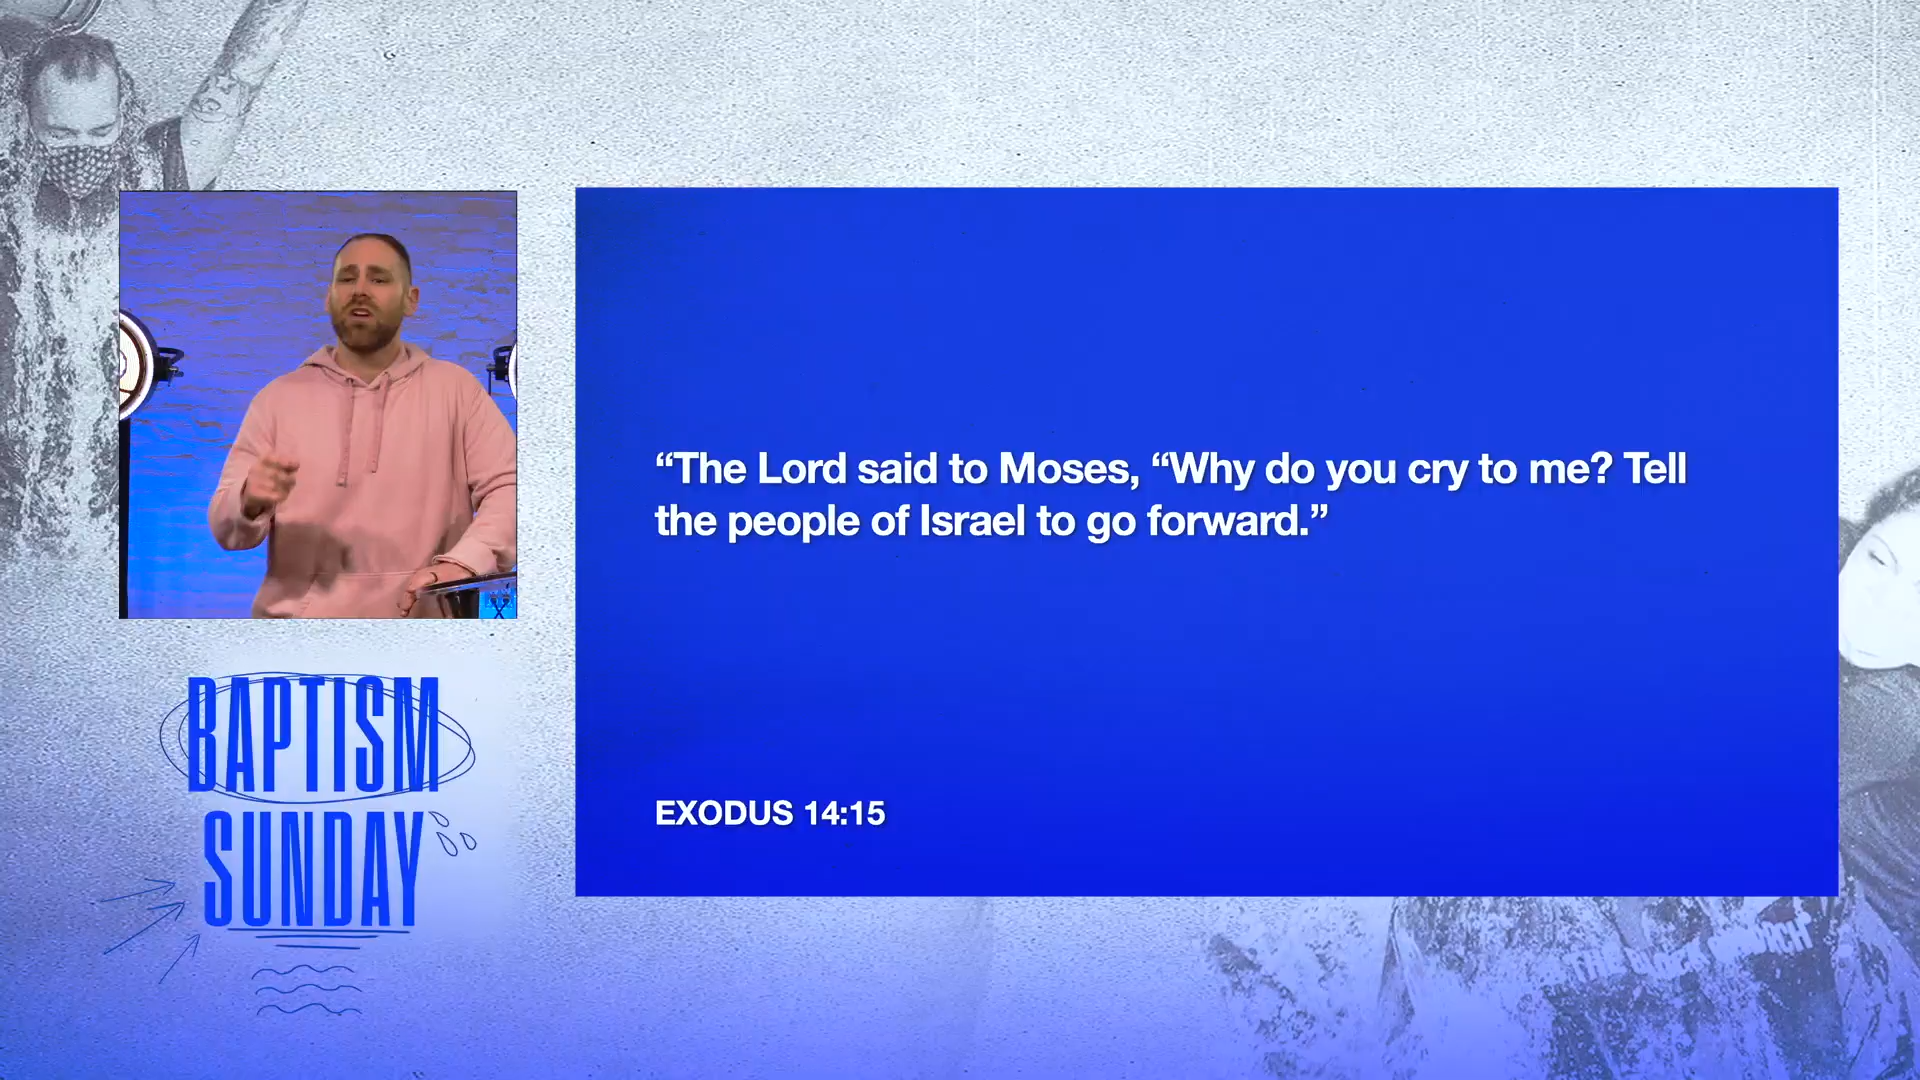 “The Lord said to Moses, “Why do you cry to me? Tell
the people of Israel to go forward.”
EXODUS 14:15
BAPTISM
SUNDAY